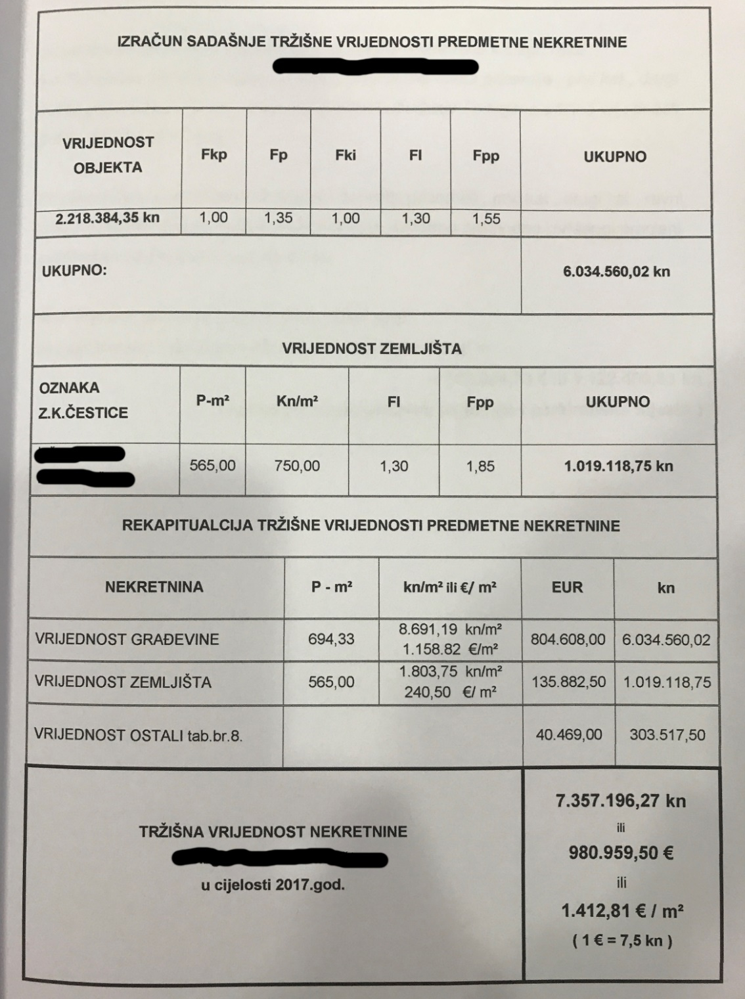 IZRAČUN SADAŠNJE TRŽIŠNE VRIJEDNOSTI PREDMETNE NEKRETNINE
VRIJEDNOST OBJEKTA Fkp Fp Fki Fl Fpp UKUPNO
2.218.384,35 kn 1,00 1,35 1,00 1,30 1,55
UKUPNO: 6.034.560,02 kn
VRIJEDNOST ZEMLJIŠTA
OZNAKA Z.K.ČESTICE P-m² Kn/m² Fl Fpp UKUPNO
565,00 750,00 1,30 1,85 1.019.118,75 kn
REKAPITUALCIJA TRŽIŠNE VRIJEDNOSTI PREDMETNE NEKRETNINE
NEKRETNINA P - m² kn/m² ili €/ m² EUR kn
VRIJEDNOST GRAĐEVINE 694,33 8.691,19 kn/m² 1.158.82 €/m² 804.608,00 6.034.560,02
VRIJEDNOST ZEMLJIŠTA 565,00 1.803,75 kn/m² 240,50 €/ m² 135.882,50 1.019.118,75
VRIJEDNOST OSTALI tab.br.8. 40.469,00 303.517,50
TRŽIŠNA VRIJEDNOST NEKRETNINE
u cijelosti 2017.god.
7.357.196,27 kn
ili
980.959,50 €
ili
1.412,81 € / m²
( 1 € = 7,5 kn )